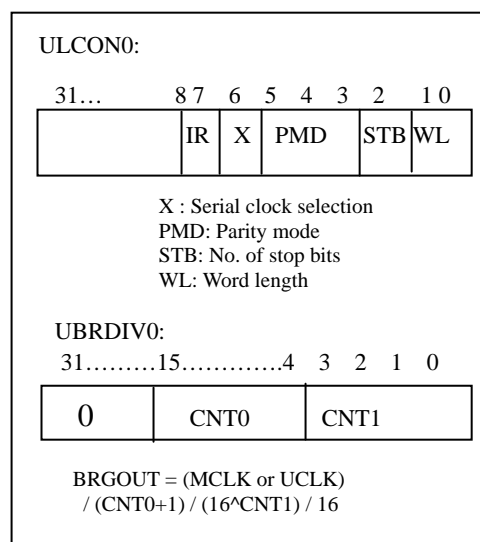 ULCON0:
31... 8 7 6 5 4 3 2 1 0
IR X PMD STB WL
X : Serial clock selection
PMD: Parity mode
STB: No. of stop bits
WL: Word length
UBRDIV0:
31.........15.............4 3 2 1 0
0 CNT0 CNT1
BRGOUT = (MCLK or UCLK)
/ (CNT0+1) / (16^CNT1) / 16